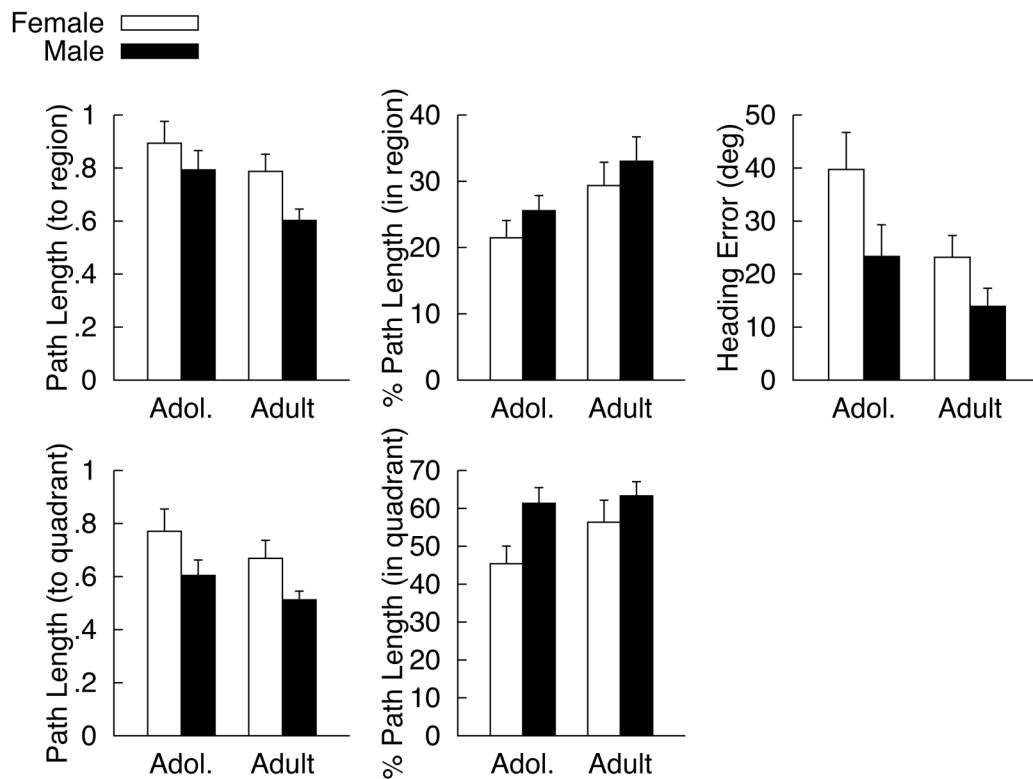 Female
Male
Path Length (to region)
1
.8
.6
.4
.2
0
Adol. Adult
% Path Length (in region)
40
30
20
10
0
Adol. Adult
Heading Error (deg)
50
40
30
20
10
0
Adol. Adult
Path Length (to quadrant)
1
.8
.6
.4
.2
0
Adol. Adult
% Path Length (in quadrant)
70
60
50
40
30
20
10
0
Adol. Adult